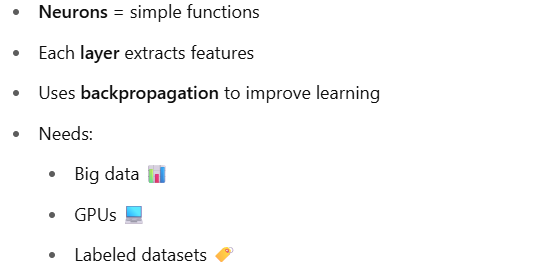 • Neurons = simple functions
• Each layer extracts features
• Uses backpropagation to improve learning
• Needs:
• Big data 📊
• GPUs 💻
• Labeled datasets 🏷️